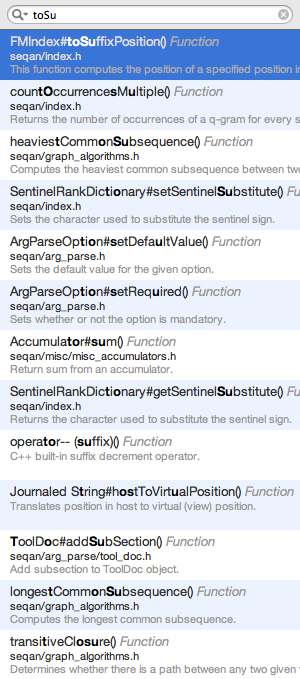 toSu
FMIndex#toSuffixPosition() Function
seqan/index.h
This function computes the position of a specified position in
countOccurrencesMultiple() Function
seqan/index.h
Returns the number of occurrences of a q-gram for every s
heaviestCommonSubsequence() Function
seqan/graph_algorithms.h
Computes the heaviest common subsequence between two
SentinelRankDictionary#setSentinelSubstitute() Function
seqan/index.h
Sets the character used to substitute the sentinel sign.
ArgParseOption#setDefaultValue() Function
seqan/arg_parse.h
Sets the default value for the given option.
ArgParseOption#setRequired() Function
seqan/arg_parse.h
Sets whether or not the option is mandatory.
Accumulator#sum() Function
seqan/misc/misc_accumulators.h
Return sum from an accumulator.
SentinelRankDictionary#getSentinelSubstitute() Function
seqan/index.h
Returns the character used to substitute the sentinel sign.
operator-- (suffix)() Function
C++ built-in suffix decrement operator.
Journaled String#hostToVirtualPosition() Function
Translates position in host to virtual (view) position.
ToolDoc#addSubSection() Function
seqan/arg_parse/tool_doc.h
Add subsection to ToolDoc object.
longestCommonSubsequence() Function
seqan/graph_algorithms.h
Computes the longest common subsequence.
transitiveClosure() Function
seqan/graph_algorithms.h
Determines whether there is a path between any two given